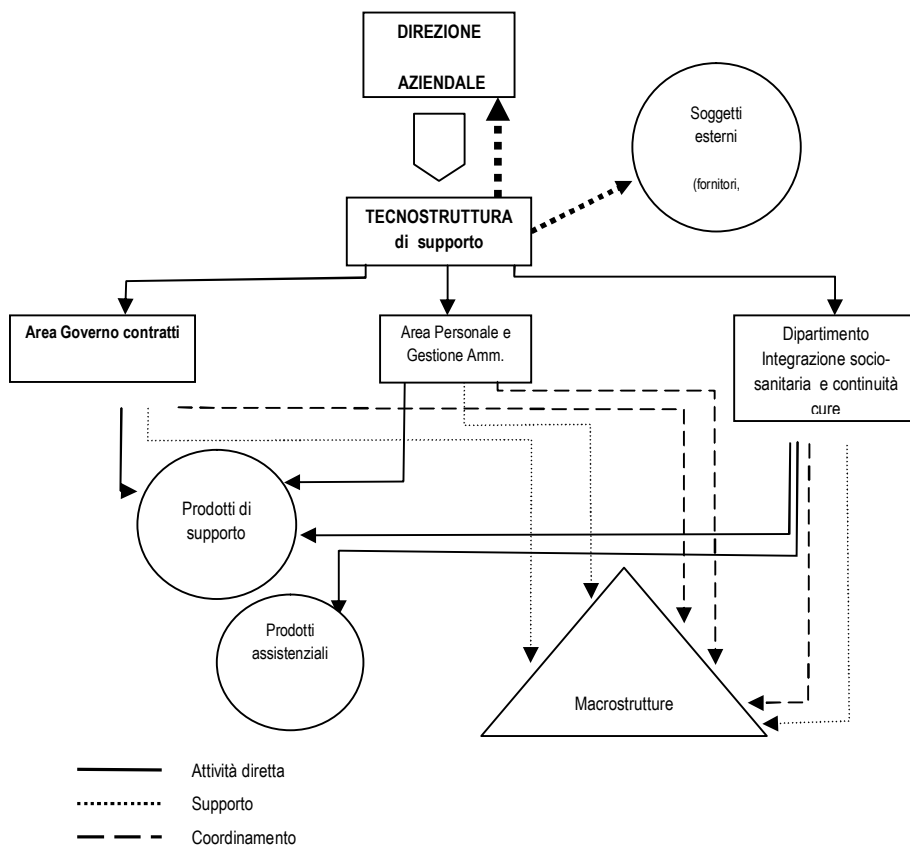 DIREZIONE
AZIENDALE
Soggetti
esterni
(fornitori,
TECNOSTRUTTURA
di supporto
Area Governo contratti
Area Personale e
Gestione Amm.
Dipartimento
Integrazione socio-
sanitaria e continuità
cure
Prodotti di
supporto
Prodotti
assistenziali
Macrostrutture
Attività diretta
Supporto
Coordinamento